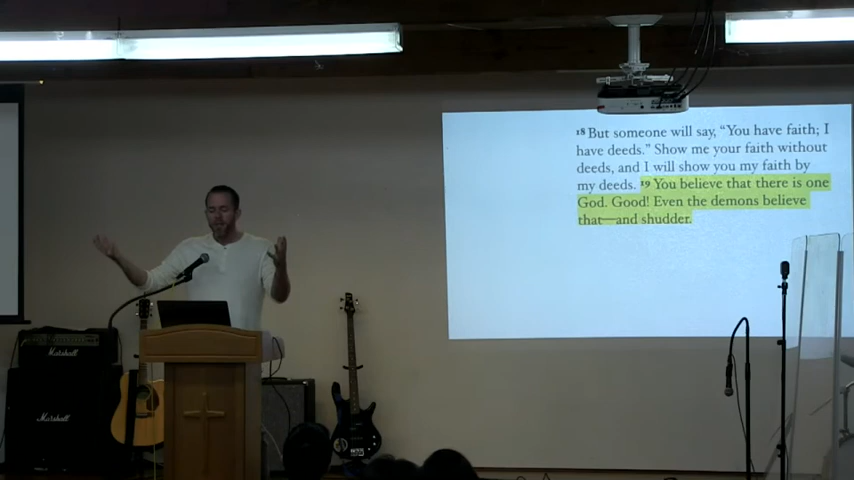 18 But someone will say, "You have faith; I
have deeds." Show me your faith without
deeds, and I will show you my faith by
my deeds. 19 You believe that there is one
God. Good! Even the demons believe
that—and shudder.
Marshall
Marshall